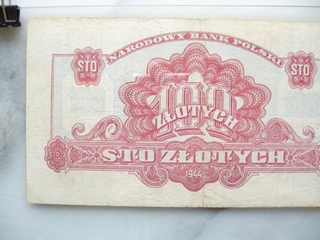 NARODOWY BANK POLSKI
STO STO
100
ZŁOTYCH
STO ZŁOTYCH
1944